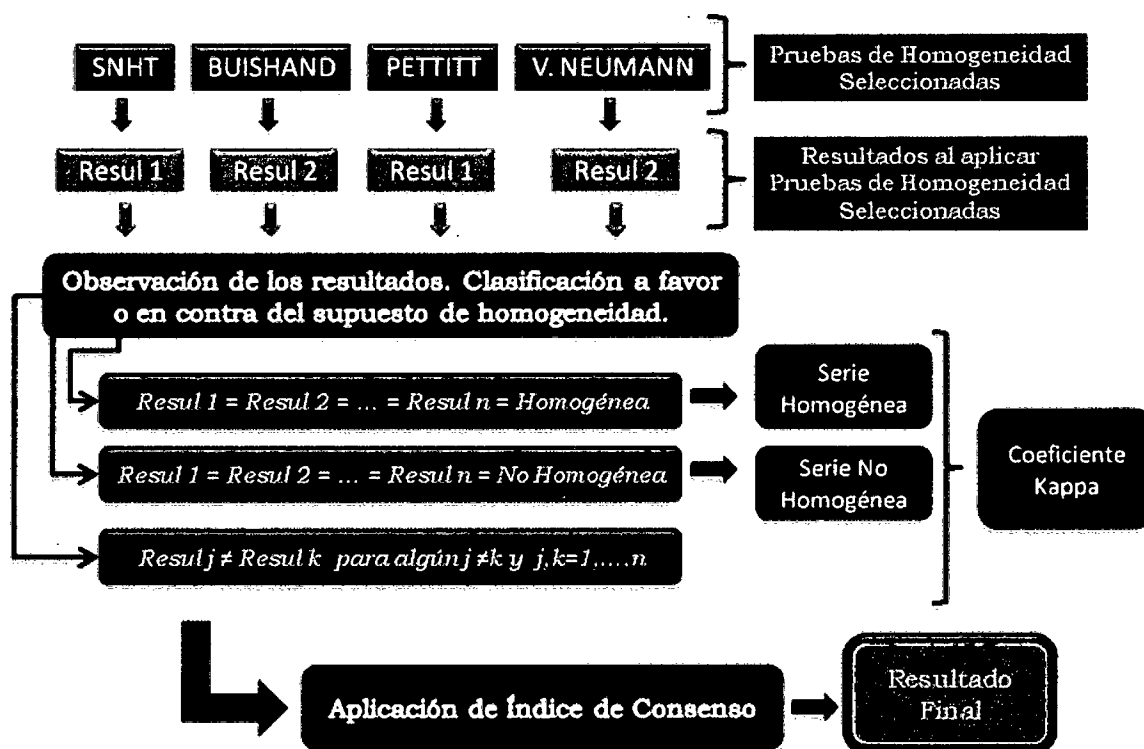 SNHT
BUISHAND
PETTITT
V. NEUMANN
Pruebas de Homogeneidad
Seleccionadas
Resul 1
Resul 2
Resul 1
Resul 2
Resultados al aplicar
Pruebas de Homogeneidad
Seleccionadas
Observación de los resultados. Clasificación a favor
o en contra del supuesto de homogeneidad.
Resul 1 = Resul 2 = ... = Resul n = Homogénea
Serie
Homogénea
Resul 1 = Resul 2 = ... = Resul n = No Homogénea
Serie No
Homogénea
Coeficiente
Kappa
Resul j ≠ Resul k para algún j ≠ k y j, k=1,....,n
Aplicación de Índice de Consenso
Resultado
Final